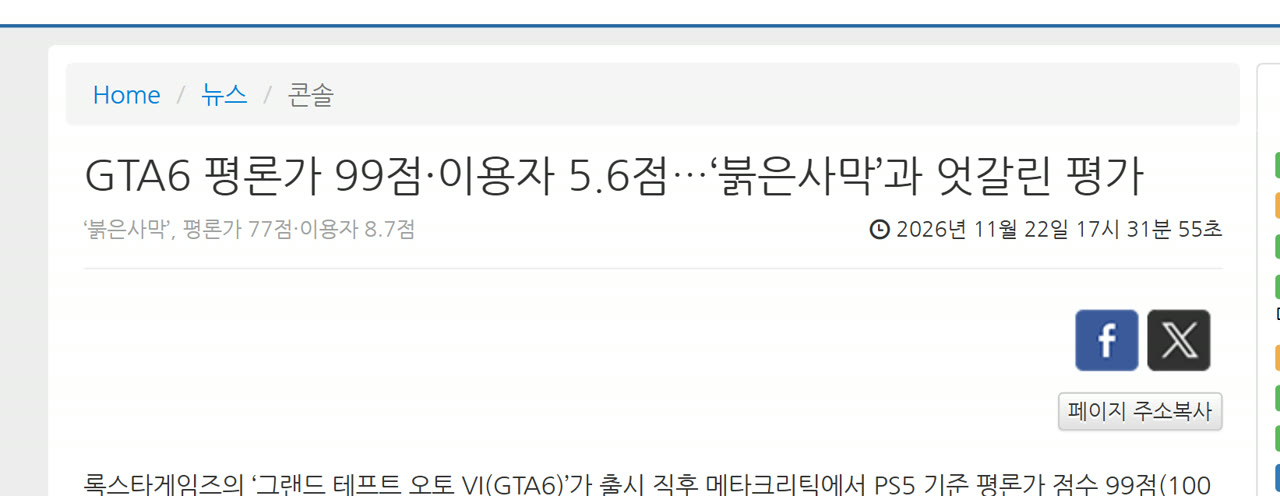 Home / 뉴스 / 콘솔
GTA6 평론가 99점·이용자 5.6점…‘붉은사막’과 엇갈린 평가
‘붉은사막’, 평론가 77점·이용자 8.7점
2026년 11월 22일 17시 31분 55초
페이지 주소복사
록스타게임즈의 ‘그랜드 테프트 오토 VI(GTA6)’가 출시 직후 메타크리틱에서 PS5 기준 평론가 점수 99점(100